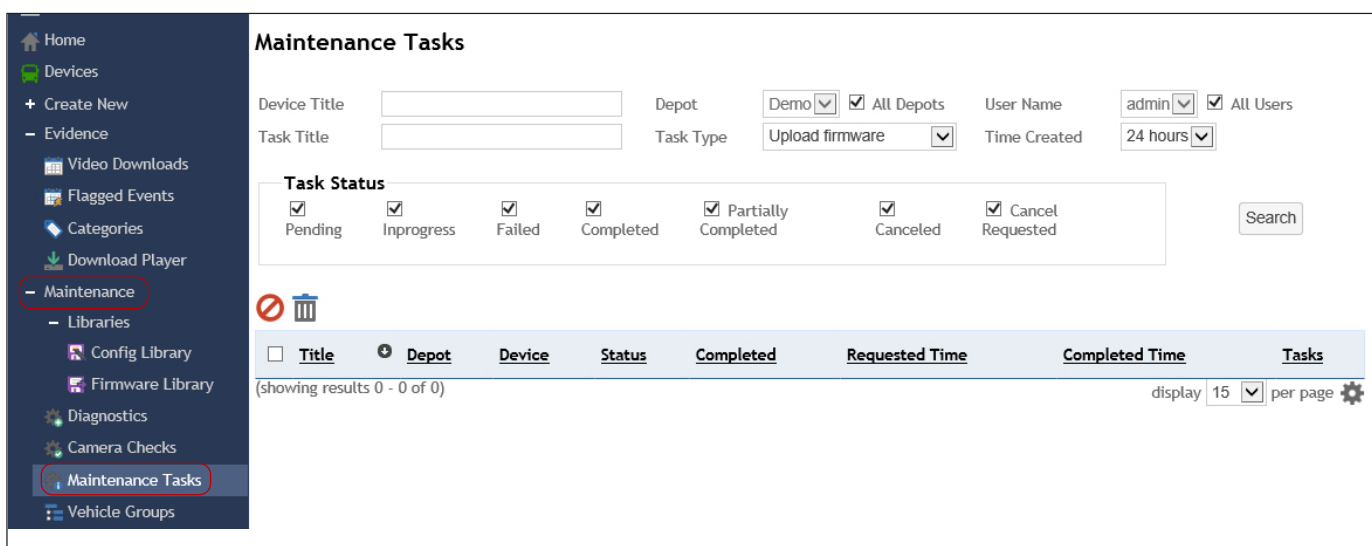 Home
Devices
+ Create New
– Evidence
Video Downloads
Flagged Events
Categories
Download Player
– Maintenance
– Libraries
Config Library
Firmware Library
Diagnostics
Camera Checks
Maintenance Tasks
Vehicle Groups
Maintenance Tasks
Device Title Depot Demo All Depots User Name admin All Users
Task Title Task Type Upload firmware Time Created 24 hours
Task Status
Pending Inprogress Failed Completed Partially Completed Canceled Cancel Requested
Search
Title Depot Device Status Completed Requested Time Completed Time Tasks
(showing results 0 - 0 of 0) display 15 per page